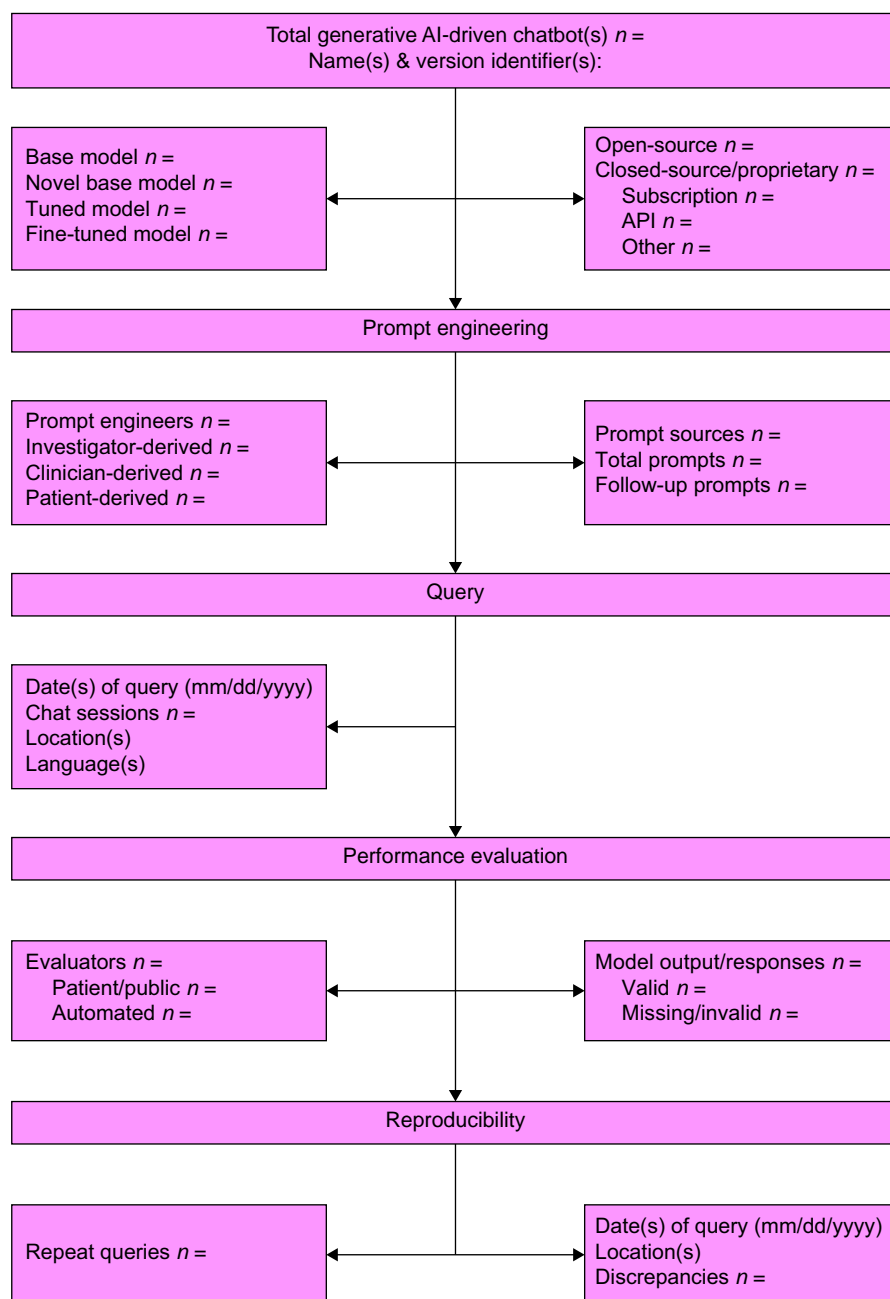 Total generative AI-driven chatbot(s) n =
Name(s) & version identifier(s):
Base model n =
Novel base model n =
Tuned model n =
Fine-tuned model n =
Open-source n =
Closed-source/proprietary n =
Subscription n =
API n =
Other n =
Prompt engineering
Prompt engineers n =
Investigator-derived n =
Clinician-derived n =
Patient-derived n =
Prompt sources n =
Total prompts n =
Follow-up prompts n =
Query
Date(s) of query (mm/dd/yyyy)
Chat sessions n =
Location(s)
Language(s)
Performance evaluation
Evaluators n =
Patient/public n =
Automated n =
Model output/responses n =
Valid n =
Missing/invalid n =
Reproducibility
Repeat queries n =
Date(s) of query (mm/dd/yyyy)
Location(s)
Discrepancies n =